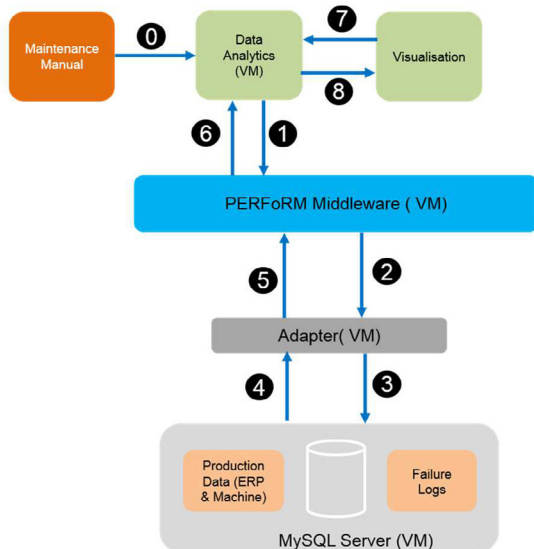 0
7
Maintenance
Manual
Data
Analytics
(VM)
Visualisation
8
6
1
PERFoRM Middleware ( VM)
5
2
Adapter( VM)
4
3
Production
Data (ERP
& Machine)
Failure
Logs
MySQL Server (VM)